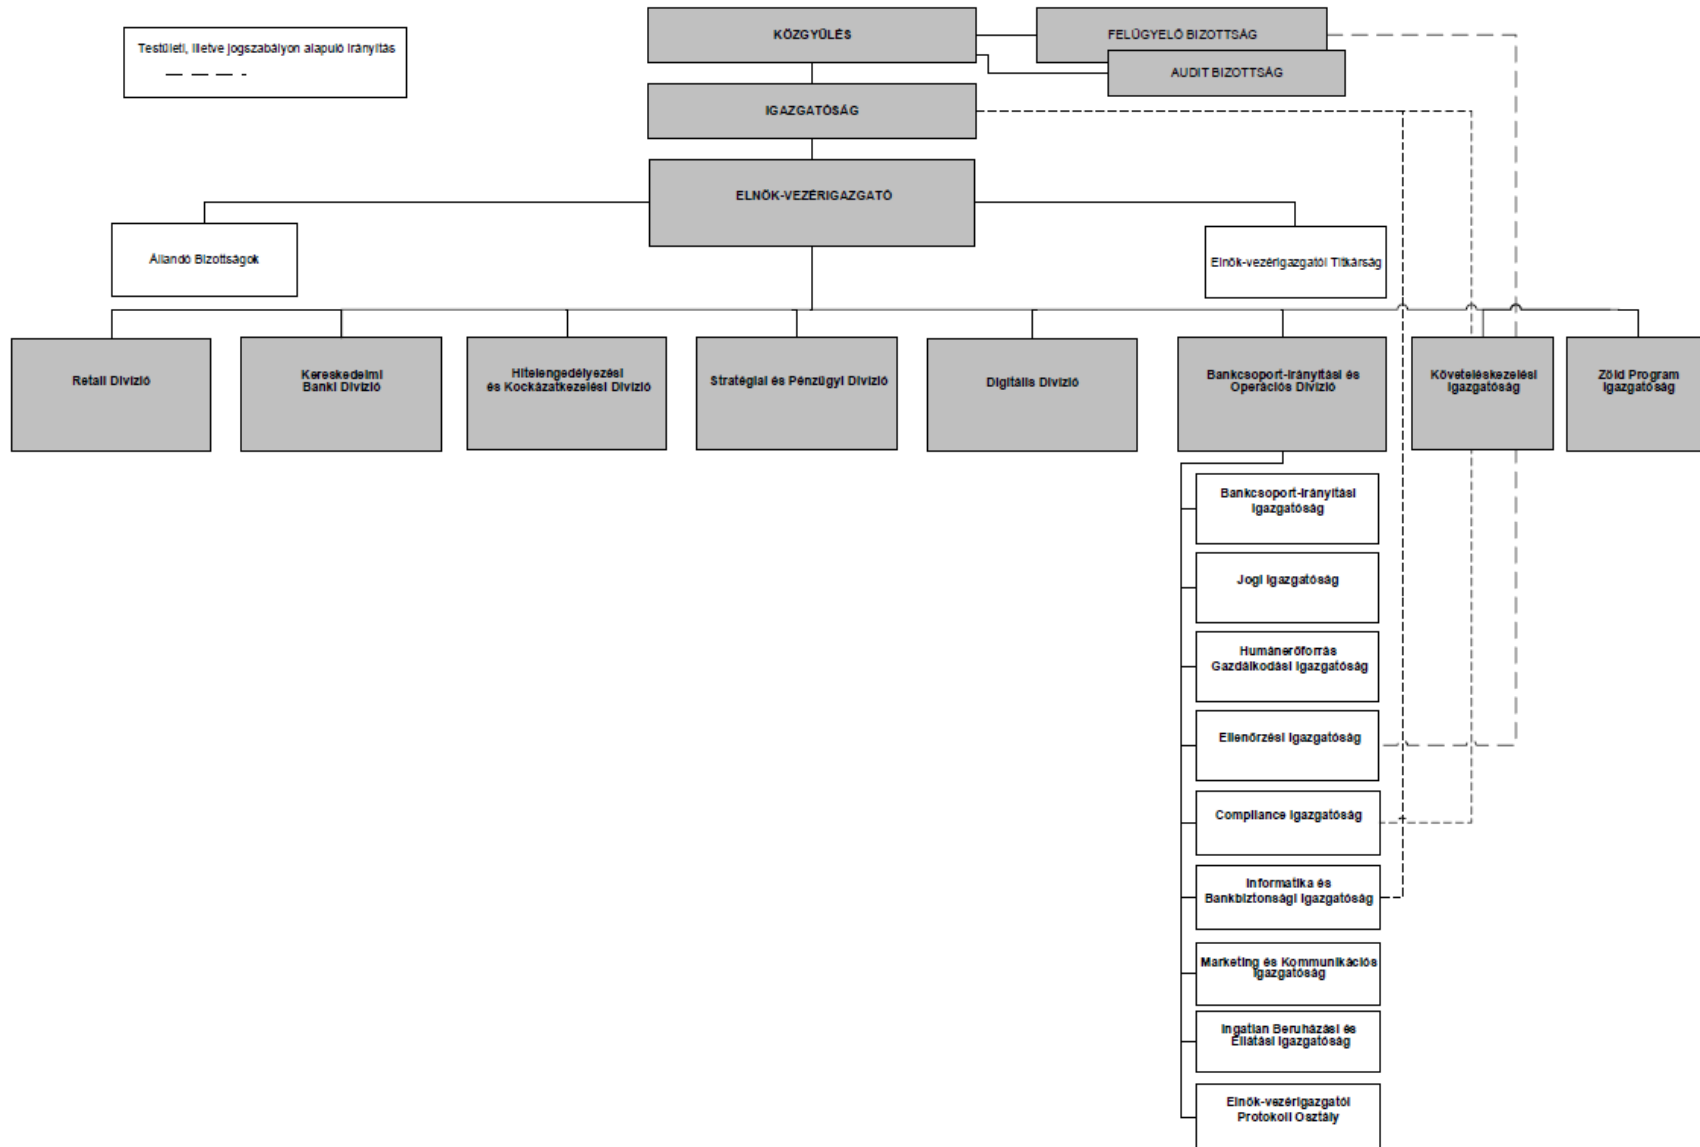 Testületi, illetve jogszabályon alapuló irányítás
KÖZGYŰLÉS
FELÜGYELŐ BIZOTTSÁG
AUDIT BIZOTTSÁG
IGAZGATÓSÁG
ELNÖK-VEZÉRIGAZGATÓ
Állandó Bizottságok
Elnök-vezérigazgatói Titkárság
Retail Divízió
Kereskedelmi
Banki Divízió
Hitelengedélyezési
és Kockázatkezelési Divízió
Stratégiai és Pénzügyi Divízió
Digitális Divízió
Bankcsoport-irányítási és
Operációs Divízió
Követeléskezelési
Igazgatóság
Zöld Program
Igazgatóság
Bankcsoport-irányítási
Igazgatóság
Jogi Igazgatóság
Humánerőforrás
Gazdálkodási Igazgatóság
Ellenőrzési Igazgatóság
Compliance Igazgatóság
Informatika és
Bankbiztonsági Igazgatóság
Marketing és Kommunikációs
Igazgatóság
Ingatlan Beruházási és
Ellátási Igazgatóság
Elnök-vezérigazgatói
Protokoll Osztály